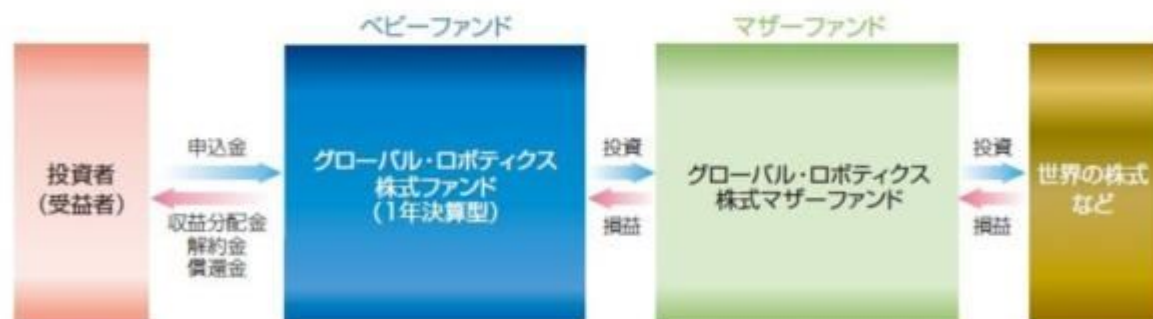 ベビーファンド
マザーファンド
投資者
(受益者)
申込金
収益分配金
解約金
償還金
グローバル・ロボティクス
株式ファンド
(1年決算型)
投資
損益
グローバル・ロボティクス
株式マザーファンド
投資
損益
世界の株式
など